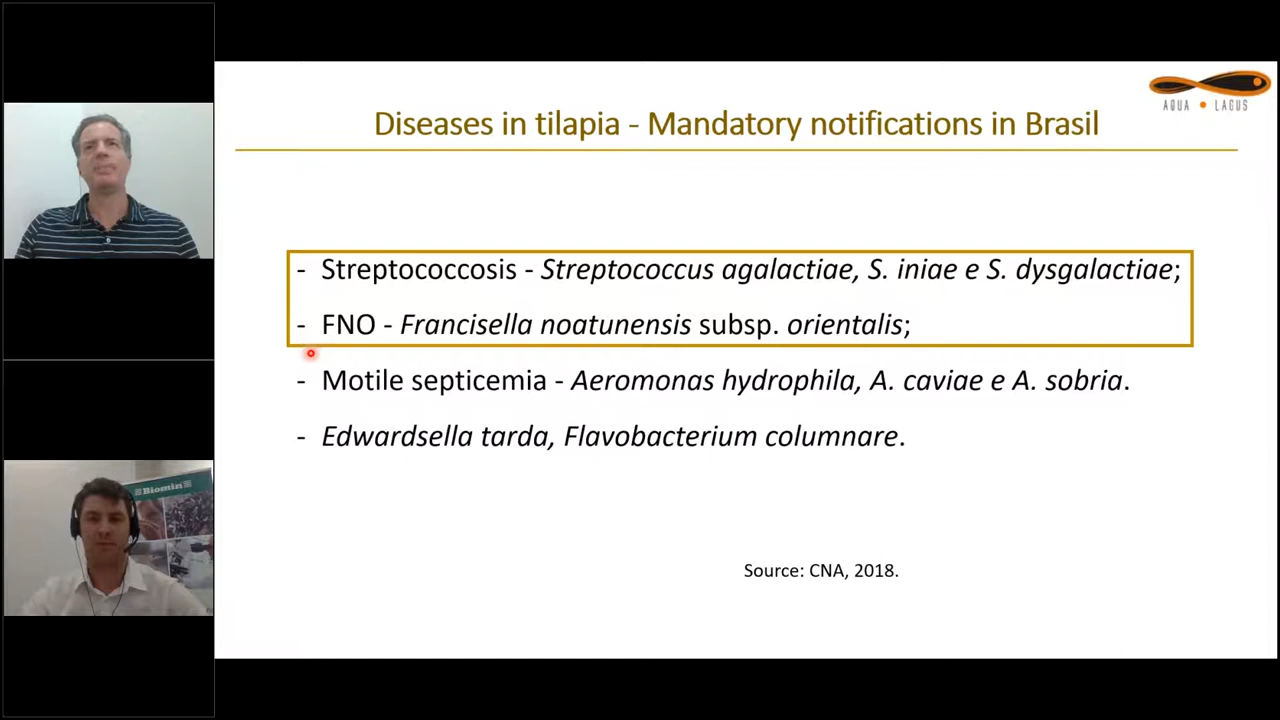 AQUA LAGUS
Diseases in tilapia - Mandatory notifications in Brasil
- Streptococcosis - Streptococcus agalactiae, S. iniae e S. dysgalactiae;
- FNO - Francisella noatunensis subsp. orientalis;
- Motile septicemia - Aeromonas hydrophila, A. caviae e A. sobria.
- Edwardsella tarda, Flavobacterium columnare.
Source: CNA, 2018.
Biomin